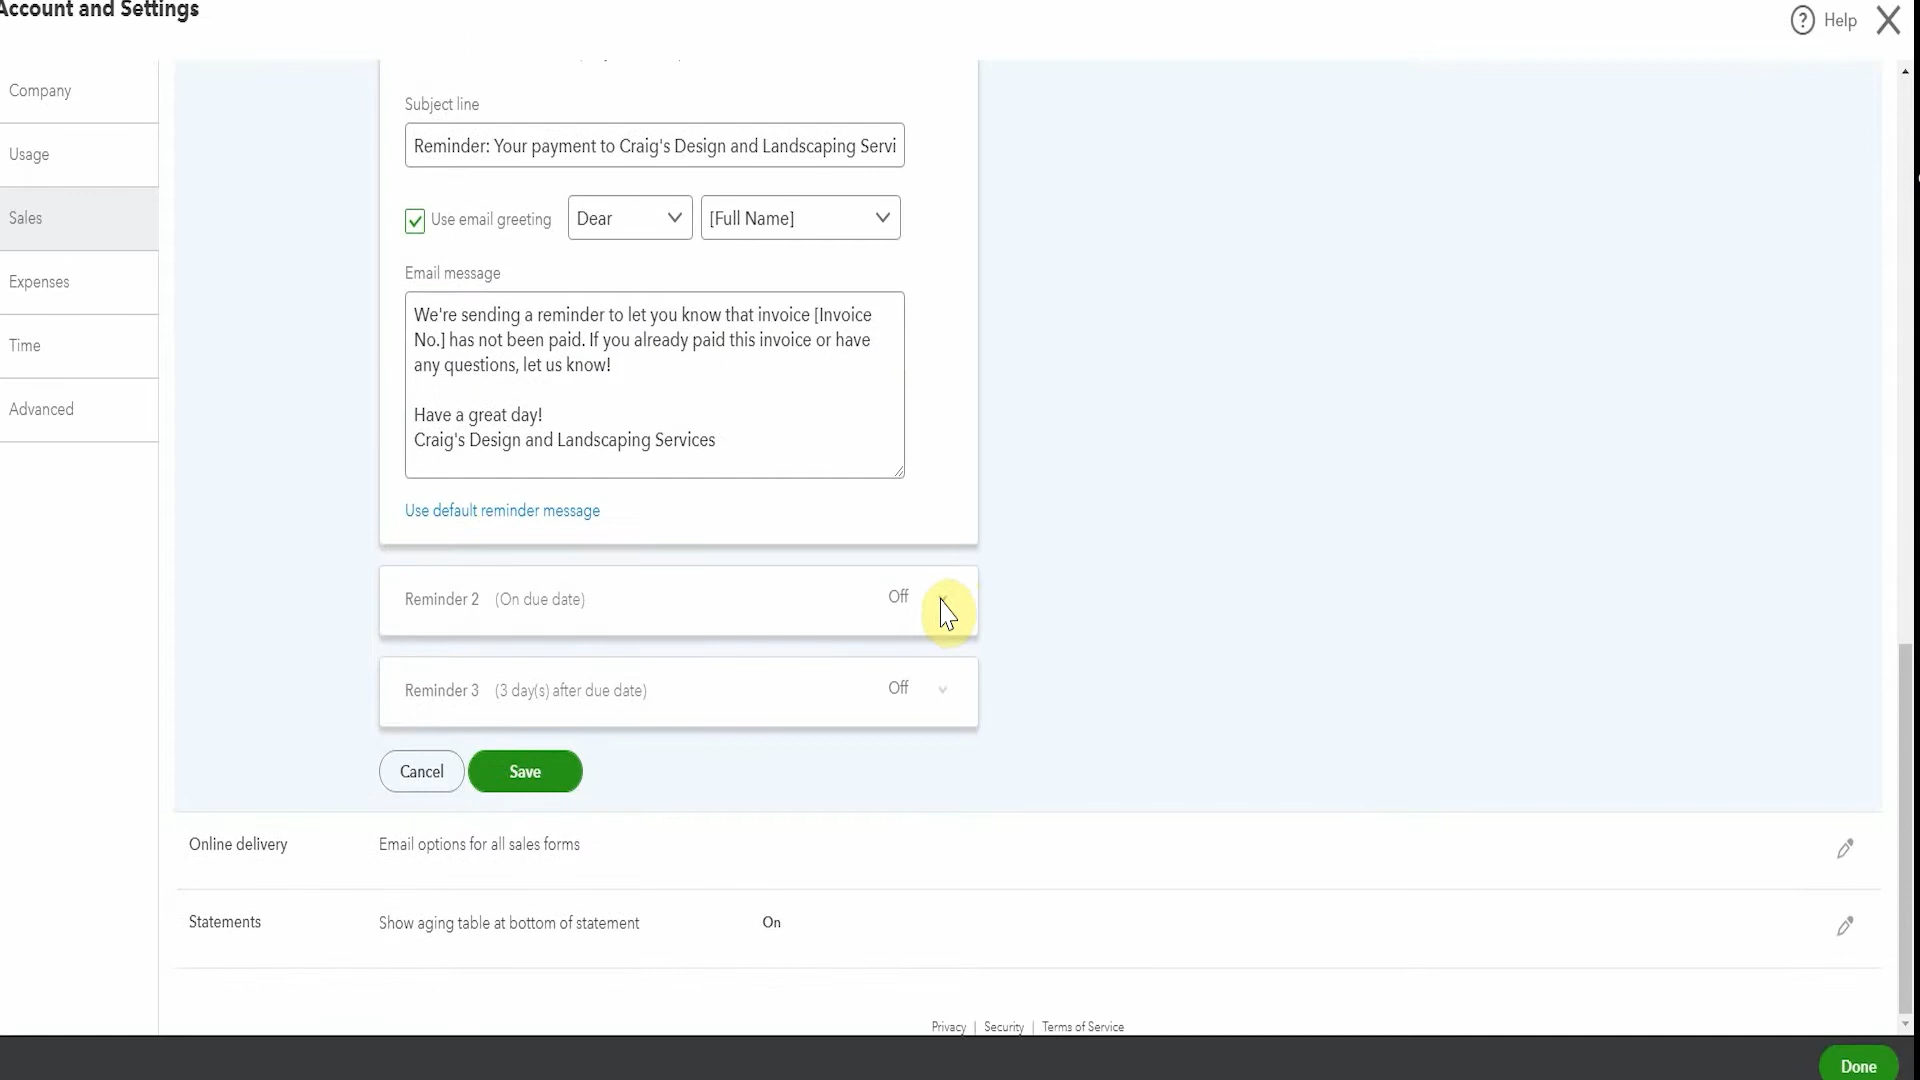 Account and Settings
Help
Company
Usage
Sales
Expenses
Time
Advanced
Subject line
Reminder: Your payment to Craig's Design and Landscaping Servi
Use email greeting
Dear
[Full Name]
Email message
We're sending a reminder to let you know that invoice [Invoice
No.] has not been paid. If you already paid this invoice or have
any questions, let us know!
Have a great day!
Craig's Design and Landscaping Services
Use default reminder message
Reminder 2 (On due date) Off
Reminder 3 (3 day(s) after due date) Off
Cancel
Save
Online delivery Email options for all sales forms
Statements Show aging table at bottom of statement On
Privacy | Security | Terms of Service
Done